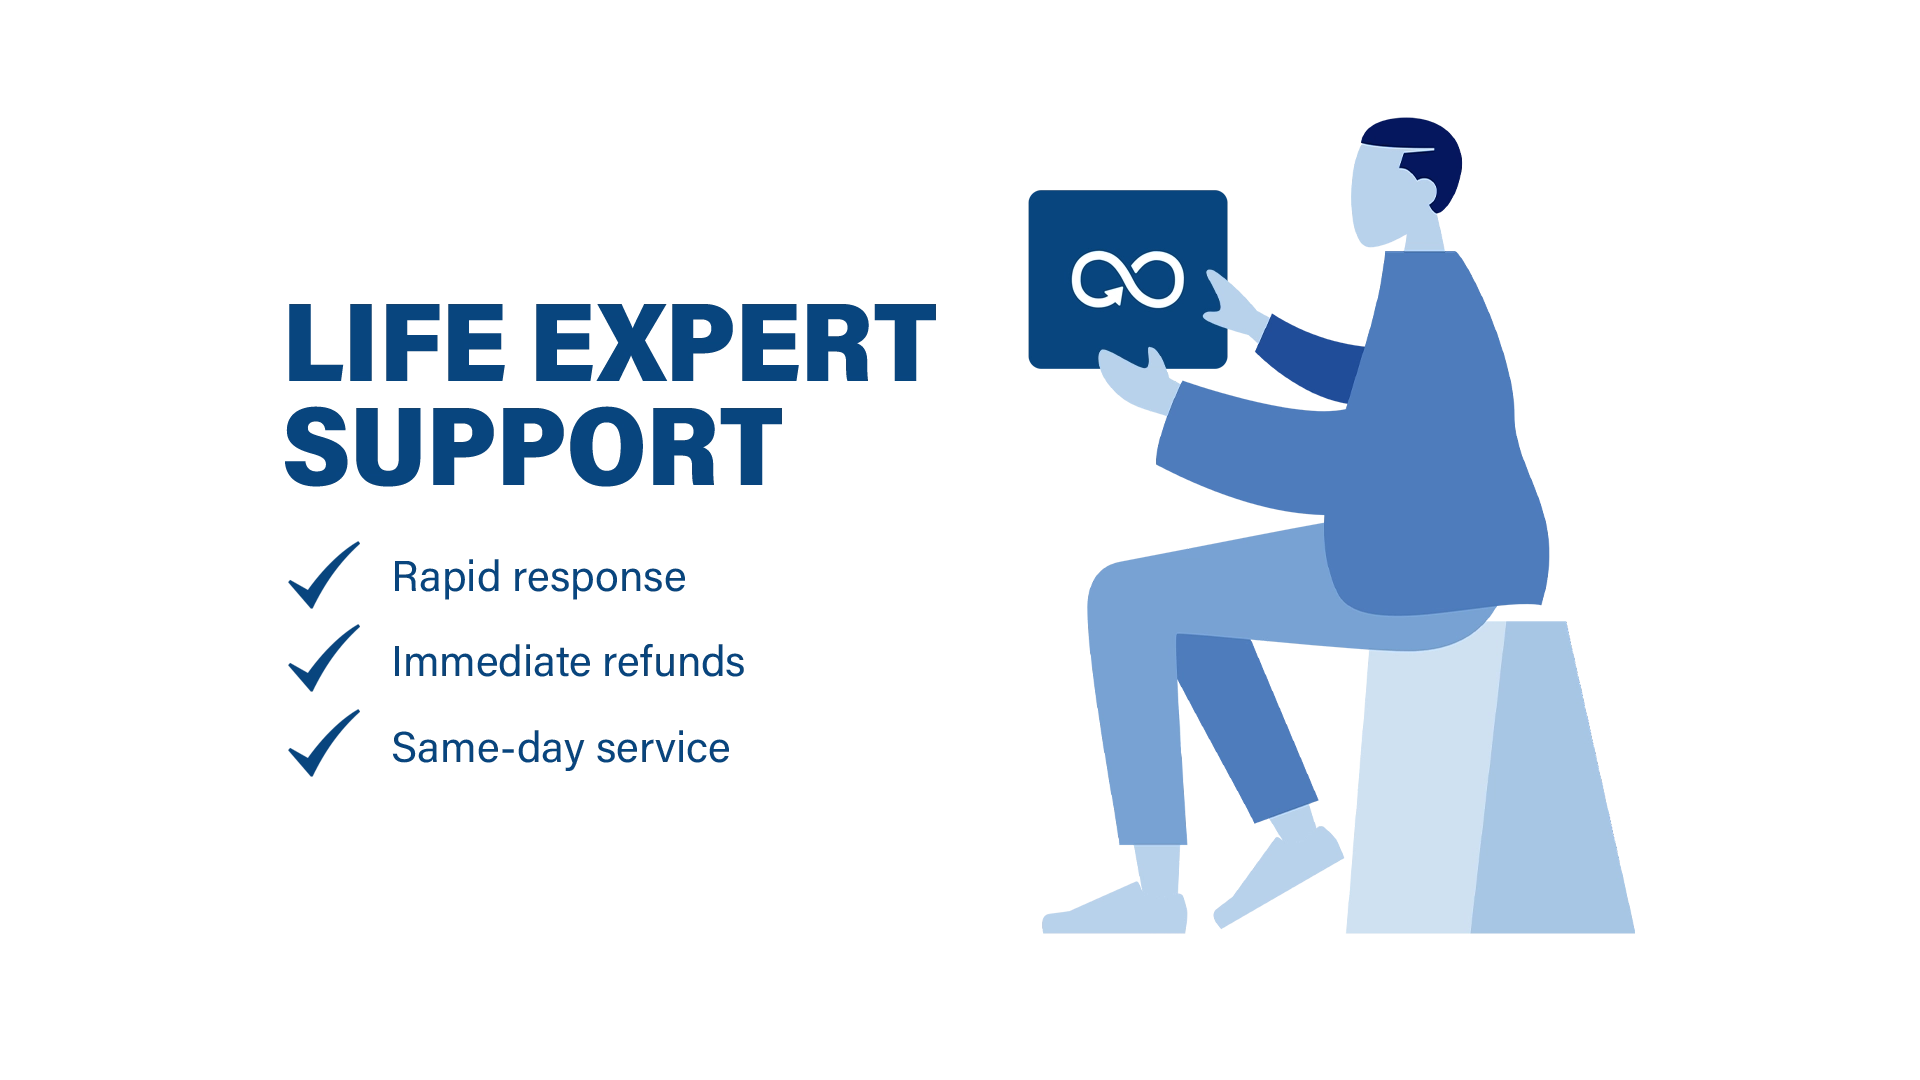 LIFE EXPERT
SUPPORT
Rapid response
Immediate refunds
Same-day service